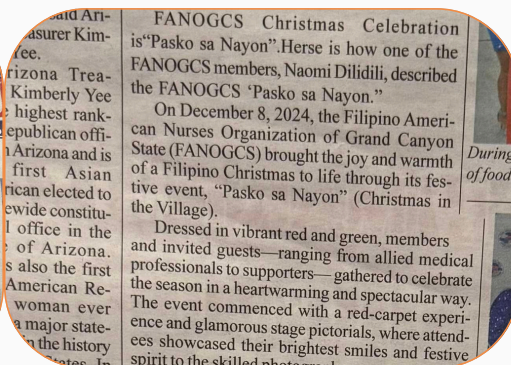 said Ari-
asurer Kim-
Yee.
rizona Trea-
Kimberly Yee
highest rank-
epublican offi-
Arizona and is
first Asian
rican elected to
ewide constitu-
l office in the
of Arizona.
s also the first
American Re-
woman ever
a major state-
in the history
States. In
FANOGCS Christmas Celebration
is“Pasko sa Nayon”.Herse is how one of the
FANOGCS members, Naomi Dilidili, described
the FANOGCS ‘Pasko sa Nayon.”
On December 8, 2024, the Filipino Ameri-
can Nurses Organization of Grand Canyon
State (FANOGCS) brought the joy and warmth
of a Filipino Christmas to life through its fes-
tive event, “Pasko sa Nayon” (Christmas in
the Village).
Dressed in vibrant red and green, members
and invited guests—ranging from allied medical
professionals to supporters— gathered to celebrate
the season in a heartwarming and spectacular way.
The event commenced with a red-carpet experi-
ence and glamorous stage pictorials, where attend-
ees showcased their brightest smiles and festive
spirit to the skilled
During
of food